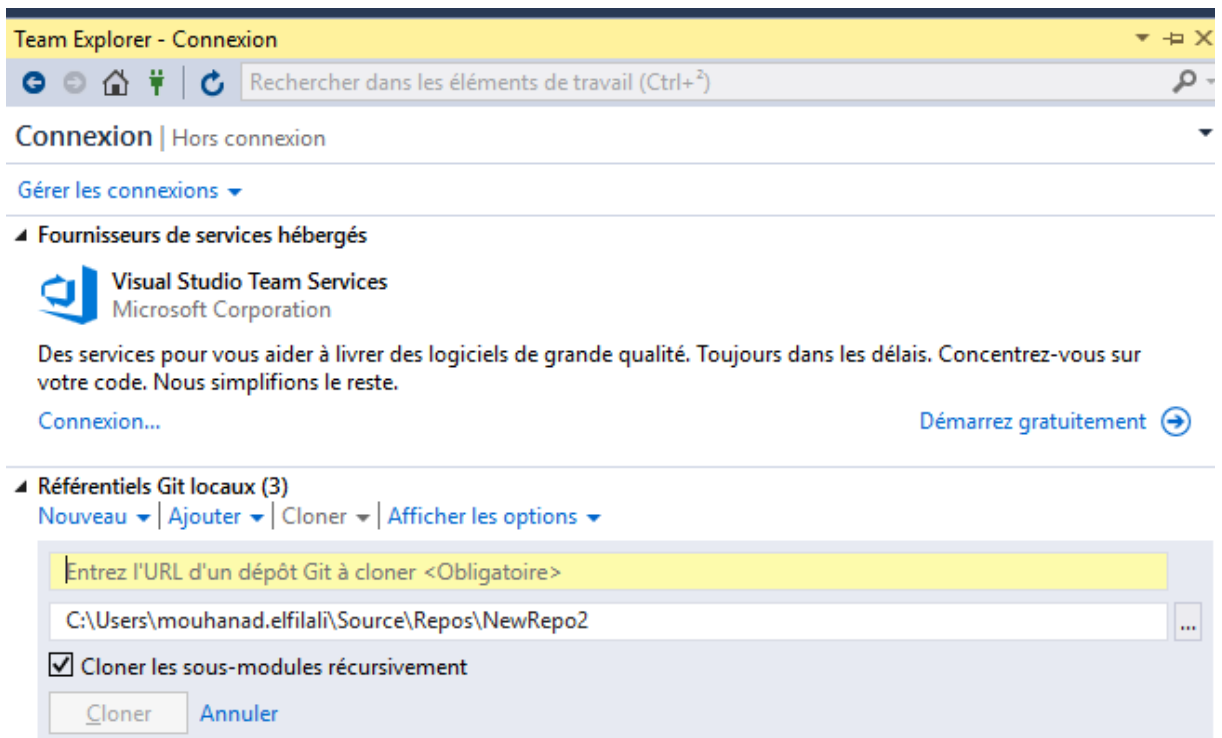 Team Explorer - Connexion
Rechercher dans les éléments de travail (Ctrl+²)
Connexion | Hors connexion
Gérer les connexions
Fournisseurs de services hébergés
Visual Studio Team Services
Microsoft Corporation
Des services pour vous aider à livrer des logiciels de grande qualité. Toujours dans les délais. Concentrez-vous sur
votre code. Nous simplifions le reste.
Connexion... Démarrez gratuitement
Référentiels Git locaux (3)
Nouveau | Ajouter | Cloner | Afficher les options
Entrez l'URL d'un dépôt Git à cloner <Obligatoire>
C:\Users\mouhanad.elfilali\Source\Repos\NewRepo2
...
Cloner les sous-modules récursivement
Cloner Annuler